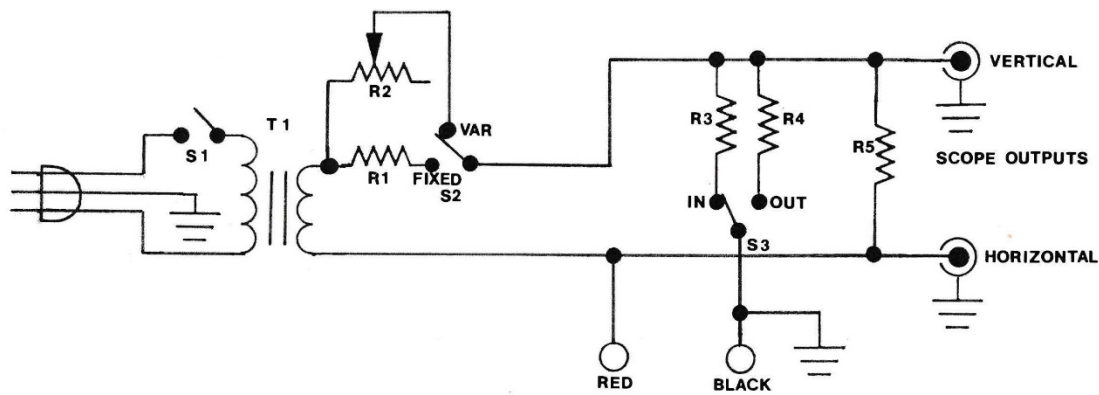 VERTICAL
R2
T1
VAR
R3
R4
S1
R5
SCOPE OUTPUTS
R1
FIXED
S2
IN
OUT
S3
HORIZONTAL
RED
BLACK